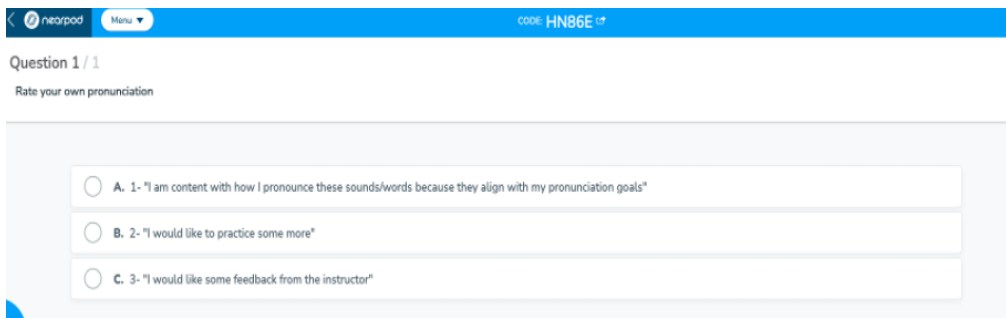 nearpod Menu ▼ CODE: HN86E
Question 1 / 1
Rate your own pronunciation
A. 1- "I am content with how I pronounce these sounds/words because they align with my pronunciation goals"
B. 2- "I would like to practice some more"
C. 3- "I would like some feedback from the instructor"